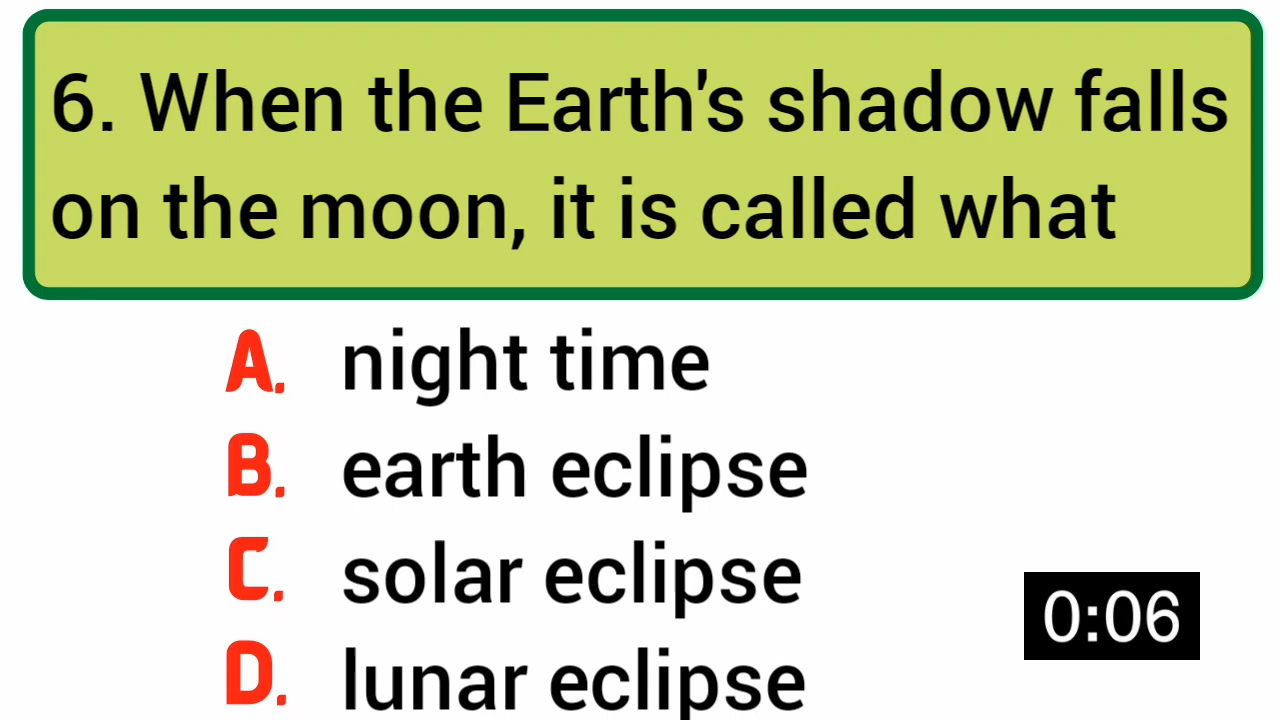 6. When the Earth's shadow falls
on the moon, it is called what
A. night time
B. earth eclipse
C. solar eclipse
0:06
D. lunar eclipse